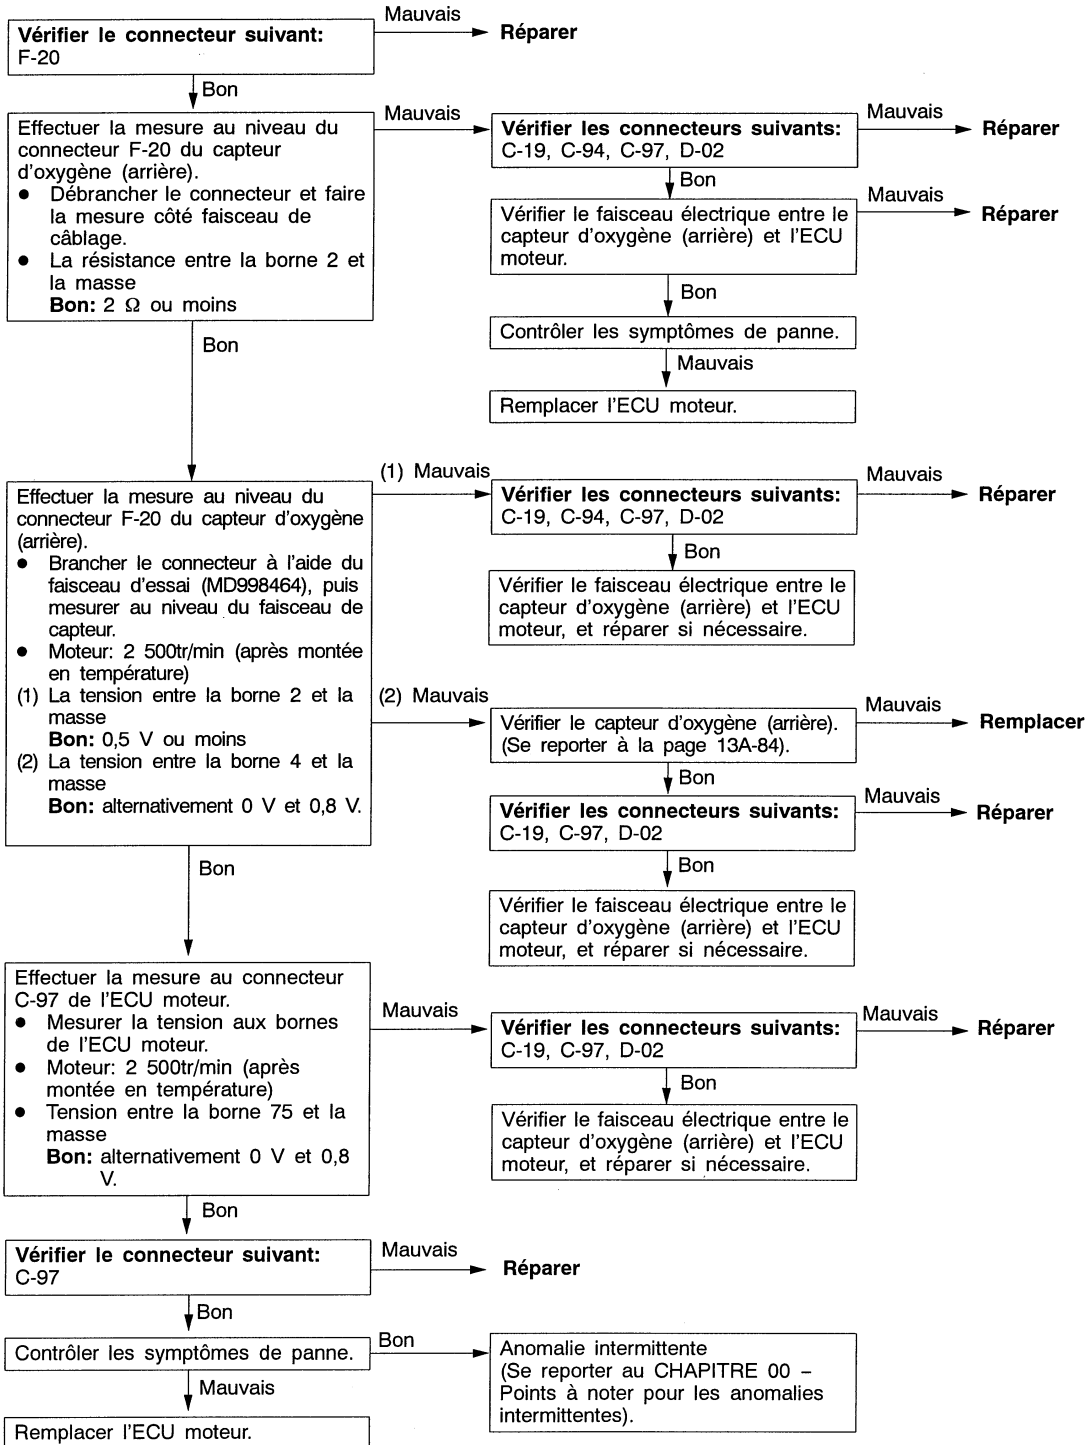 Mauvais
Vérifier le connecteur suivant:
F-20
Réparer
Bon
Effectuer la mesure au niveau du
connecteur F-20 du capteur
d'oxygène (arrière).
● Débrancher le connecteur et faire
la mesure côté faisceau de
câblage.
● La résistance entre la borne 2 et
la masse
Bon: 2 Ω ou moins
Mauvais
Vérifier les connecteurs suivants:
C-19, C-94, C-97, D-02
Mauvais
Réparer
Bon
Vérifier le faisceau électrique entre le
capteur d'oxygène (arrière) et l'ECU
moteur.
Mauvais
Réparer
Bon
Contrôler les symptômes de panne.
Mauvais
Remplacer l'ECU moteur.
Bon
Effectuer la mesure au niveau du
connecteur F-20 du capteur d'oxygène
(arrière).
● Brancher le connecteur à l'aide du
faisceau d'essai (MD998464), puis
mesurer au niveau du faisceau de
capteur.
● Moteur: 2 500tr/min (après montée
en température)
(1) La tension entre la borne 2 et la
masse
Bon: 0,5 V ou moins
(2) La tension entre la borne 4 et la
masse
Bon: alternativement 0 V et 0,8 V.
(1) Mauvais
Vérifier les connecteurs suivants:
C-19, C-94, C-97, D-02
Mauvais
Réparer
Bon
Vérifier le faisceau électrique entre le
capteur d'oxygène (arrière) et l'ECU
moteur, et réparer si nécessaire.
(2) Mauvais
Vérifier le capteur d'oxygène (arrière).
(Se reporter à la page 13A-84).
Mauvais
Remplacer
Bon
Vérifier les connecteurs suivants:
C-19, C-97, D-02
Mauvais
Réparer
Bon
Vérifier le faisceau électrique entre le
capteur d'oxygène (arrière) et l'ECU
moteur, et réparer si nécessaire.
Bon
Effectuer la mesure au connecteur
C-97 de l'ECU moteur.
● Mesurer la tension aux bornes
de l'ECU moteur.
● Moteur: 2 500tr/min (après
montée en température)
● Tension entre la borne 75 et la
masse
Bon: alternativement 0 V et 0,8
V.
Mauvais
Vérifier les connecteurs suivants:
C-19, C-97, D-02
Mauvais
Réparer
Bon
Vérifier le faisceau électrique entre le
capteur d'oxygène (arrière) et l'ECU
moteur, et réparer si nécessaire.
Bon
Vérifier le connecteur suivant:
C-97
Mauvais
Réparer
Bon
Contrôler les symptômes de panne.
Bon
Anomalie intermittente
(Se reporter au CHAPITRE 00 –
Points à noter pour les anomalies
intermittentes).
Mauvais
Remplacer l'ECU moteur.